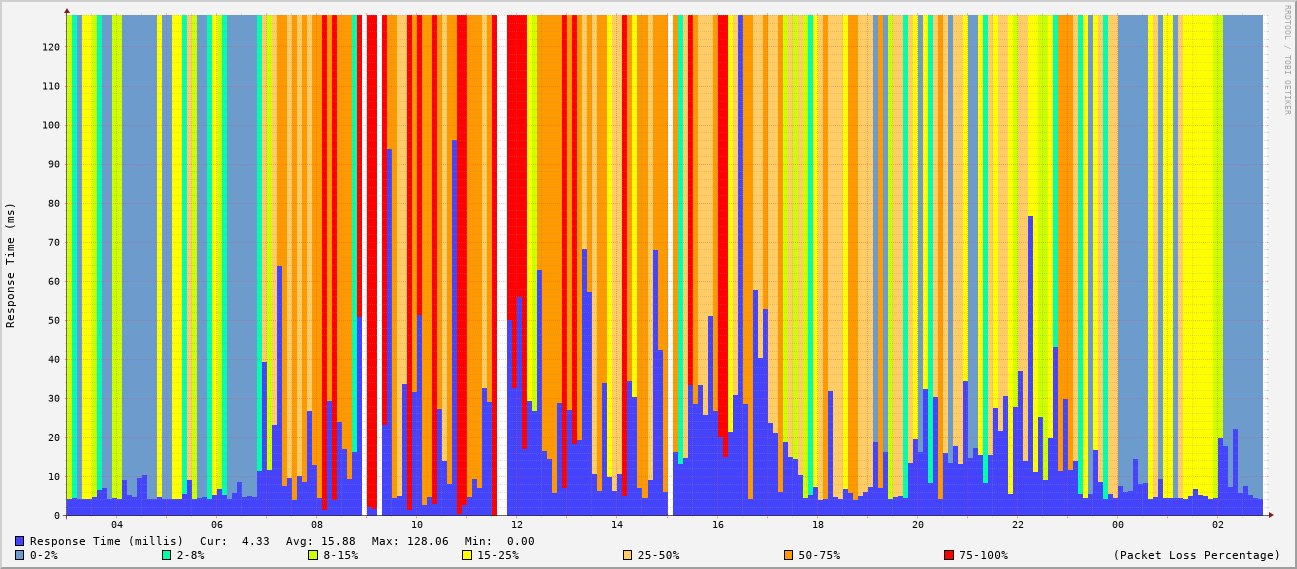 RRDTOOL / TOBI OETIKER
Response Time (ms)
120
110
100
90
80
70
60
50
40
30
20
10
0
04 06 08 10 12 14 16 18 20 22 00 02
Response Time (millis) Cur: 4.33 Avg: 15.88 Max: 128.06 Min: 0.00
0-2% 2-8% 8-15% 15-25% 25-50% 50-75% 75-100% (Packet Loss Percentage)